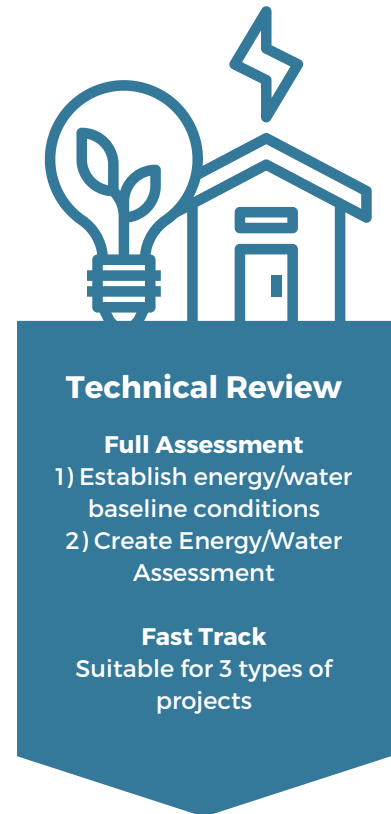 Technical Review
Full Assessment
1) Establish energy/water
baseline conditions
2) Create Energy/Water
Assessment
Fast Track
Suitable for 3 types of
projects